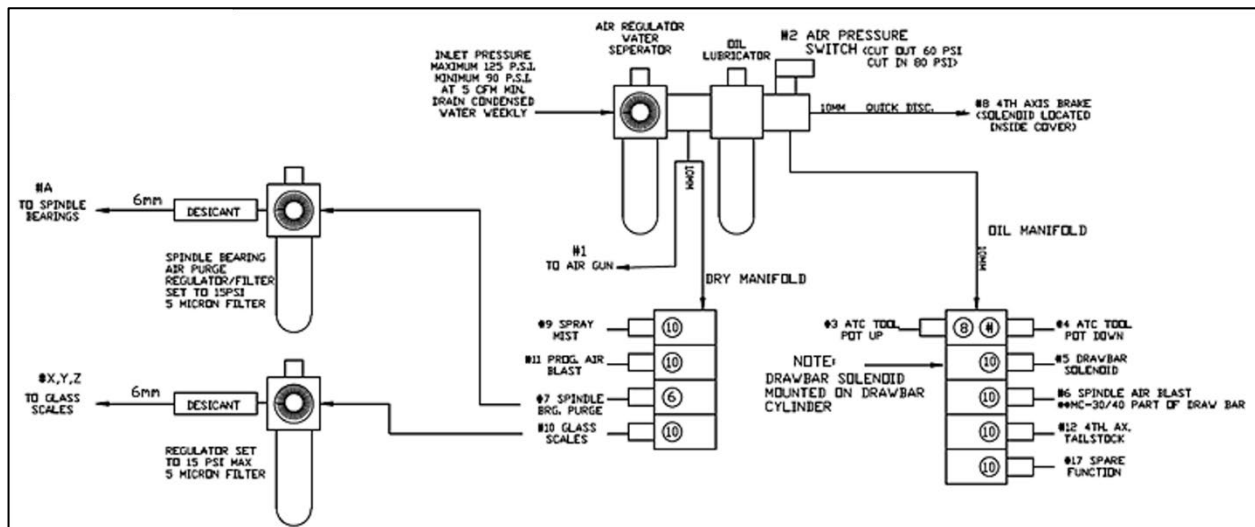 AIR REGULATOR
WATER
SEPERATOR
OIL
LUBRICATOR
#2 AIR PRESSURE
SWITCH (CUT OUT 60 PSI
CUT IN 80 PSI)
INLET PRESSURE
MAXIMUM 125 P.S.I.
MINIMUM 90 P.S.I.
AT 5 CFM MIN.
DRAIN CONDENSED
WATER WEEKLY
10MM QUICK DISC.
#8 4TH AXIS BRAKE
(SOLENOID LOCATED
INSIDE COVER)
10MM
#A
TO SPINDLE
BEARINGS
6mm
DESICANT
SPINDLE BEARING
AIR PURGE
REGULATOR/FILTER
SET TO 15PSI
5 MICRON FILTER
#1
TO AIR GUN
DRY MANIFOLD
OIL MANIFOLD
10MM
#9 SPRAY
MIST
10
#11 PROG. AIR
BLAST
10
#7 SPINDLE
BRG. PURGE
6
#10 GLASS
SCALES
10
#3 ATC TOOL
POT UP
8 #
#4 ATC TOOL
POT DOWN
NOTE:
DRAWBAR SOLENOID
MOUNTED ON DRAWBAR
CYLINDER
10
#5 DRAWBAR
SOLENOID
10
#6 SPINDLE AIR BLAST
**MC-30/40 PART OF DRAW BAR
10
#12 4TH. AX.
TAILSTOCK
10
#17 SPARE
FUNCTION
#X,Y,Z
TO GLASS
SCALES
6mm
DESICANT
REGULATOR SET
TO 15 PSI MAX
5 MICRON FILTER